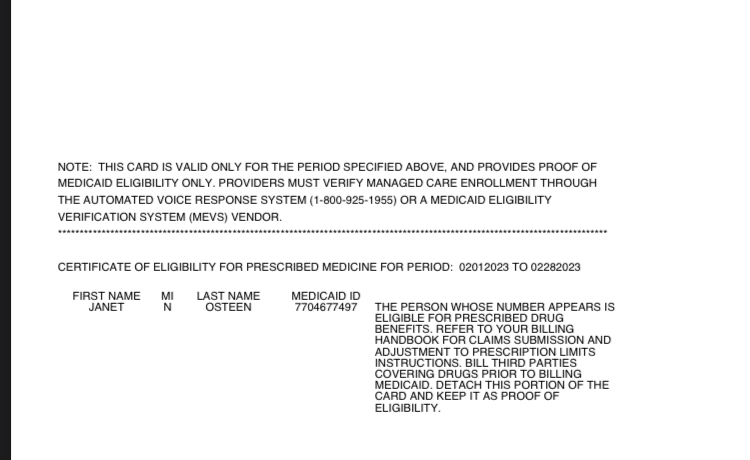 NOTE:  THIS CARD IS VALID ONLY FOR THE PERIOD SPECIFIED ABOVE, AND PROVIDES PROOF OF
MEDICAID ELIGIBILITY ONLY. PROVIDERS MUST VERIFY MANAGED CARE ENROLLMENT THROUGH
THE AUTOMATED VOICE RESPONSE SYSTEM (1-800-925-1955) OR A MEDICAID ELIGIBILITY
VERIFICATION SYSTEM (MEVS) VENDOR.
******************************************************************************************************************************
CERTIFICATE OF ELIGIBILITY FOR PRESCRIBED MEDICINE FOR PERIOD:  02012023 TO 02282023
FIRST NAME MI LAST NAME MEDICAID ID
JANET N OSTEEN 7704677497
THE PERSON WHOSE NUMBER APPEARS IS
ELIGIBLE FOR PRESCRIBED DRUG
BENEFITS. REFER TO YOUR BILLING
HANDBOOK FOR CLAIMS SUBMISSION AND
ADJUSTMENT TO PRESCRIPTION LIMITS
INSTRUCTIONS. BILL THIRD PARTIES
COVERING DRUGS PRIOR TO BILLING
MEDICAID. DETACH THIS PORTION OF THE
CARD AND KEEP IT AS PROOF OF
ELIGIBILITY.